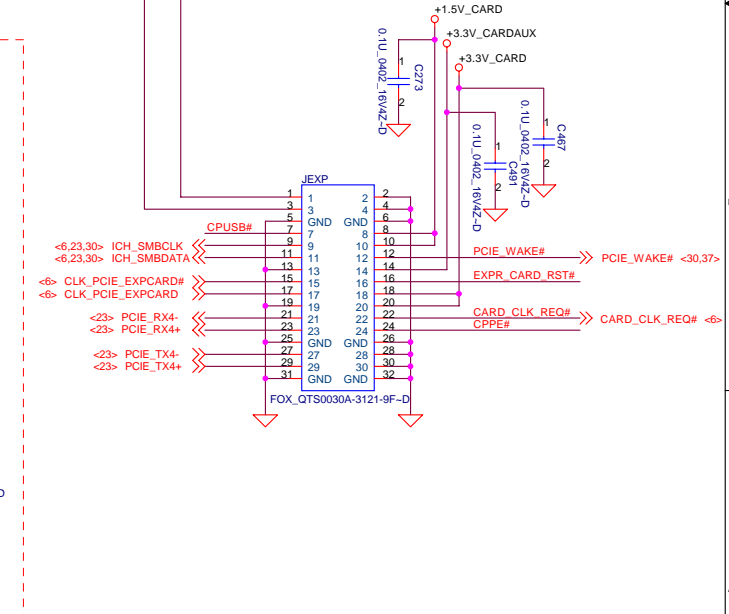 +1.5V_CARD
+3.3V_CARDAUX
+3.3V_CARD
0.1U_0402_16V4Z~D
1
C273
2
0.1U_0402_16V4Z~D
1
C491
2
0.1U_0402_16V4Z~D
1
C467
2
JEXP
1 1 2 2
3 3 4 4
5 GND GND 6
CPUSB# 7 7 8 8
<6,23,30> ICH_SMBCLK 9 9 10 10
<6,23,30> ICH_SMBDATA 11 11 12 12 PCIE_WAKE# PCIE_WAKE# <30,37>
13 13 14 14
<6> CLK_PCIE_EXPCARD# 15 15 16 16 EXPR_CARD_RST#
<6> CLK_PCIE_EXPCARD 17 17 18 18
19 19 20 20
<23> PCIE_RX4- 21 21 22 22 CARD_CLK_REQ# CARD_CLK_REQ# <6>
<23> PCIE_RX4+ 23 23 24 24 CPPE#
25 GND GND 26
<23> PCIE_TX4- 27 27 28 28
<23> PCIE_TX4+ 29 29 30 30
31 GND GND 32
FOX_QTS0030A-3121-9F~D